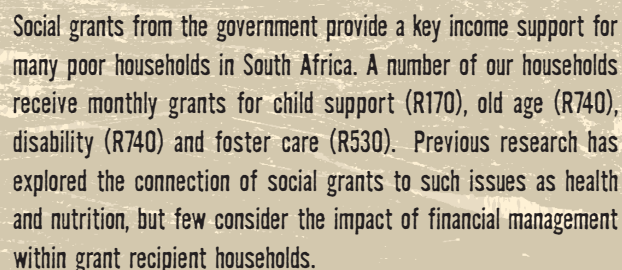 Social grants from the government provide a key income support for
many poor households in South Africa. A number of our households
receive monthly grants for child support (R170), old age (R740),
disability (R740) and foster care (R530). Previous research has
explored the connection of social grants to such issues as health
and nutrition, but few consider the impact of financial management
within grant recipient households.